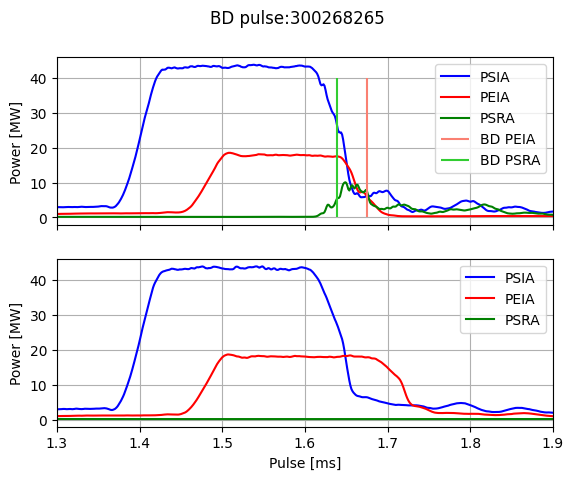 BD pulse:300268265
Power [MW]
40
30
20
10
0
PSIA
PEIA
PSRA
BD PEIA
BD PSRA
Power [MW]
40
30
20
10
0
PSIA
PEIA
PSRA
1.3 1.4 1.5 1.6 1.7 1.8 1.9
Pulse [ms]